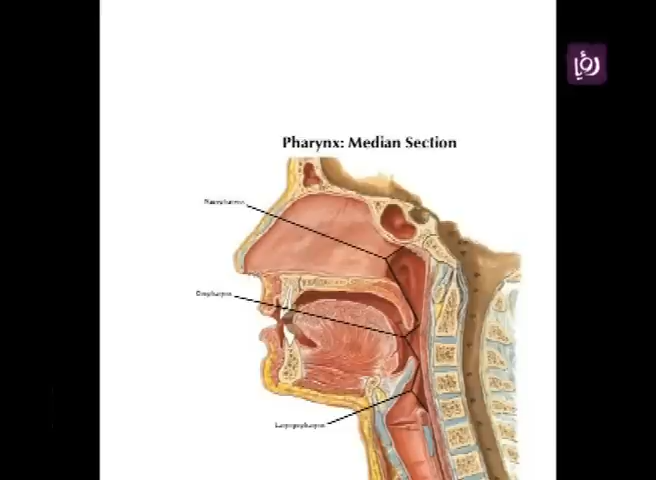 رؤيا
Pharynx: Median Section
Nasopharynx
Oropharynx
Laryngopharynx